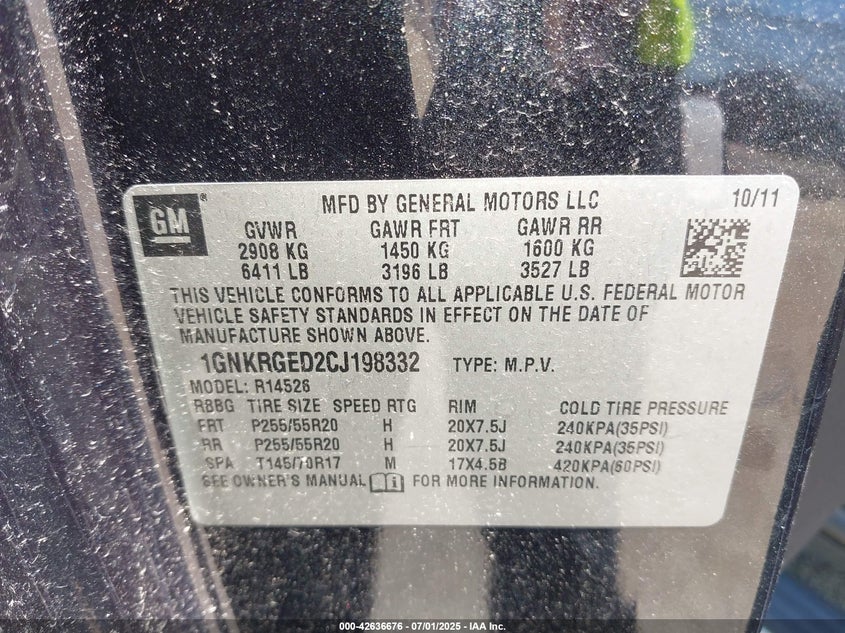 GM
MFD BY GENERAL MOTORS LLC 10/11
GVWR GAWR FRT GAWR RR
2908 KG 1450 KG 1600 KG
6411 LB 3196 LB 3527 LB
THIS VEHICLE CONFORMS TO ALL APPLICABLE U.S. FEDERAL MOTOR
VEHICLE SAFETY STANDARDS IN EFFECT ON THE DATE OF
MANUFACTURE SHOWN ABOVE.
1GNKRGED2CJ198332 TYPE: M.P.V.
MODEL: R14526
RBBG TIRE SIZE SPEED RTG RIM COLD TIRE PRESSURE
FRT P255/55R20 H 20X7.5J 240KPA(35PSI)
RR P255/55R20 H 20X7.5J 240KPA(35PSI)
SPA T145/70R17 M 17X4.5B 420KPA(60PSI)
SEE OWNER'S MANUAL FOR MORE INFORMATION.
000-42636676 - 07/01/2025 - IAA Inc.